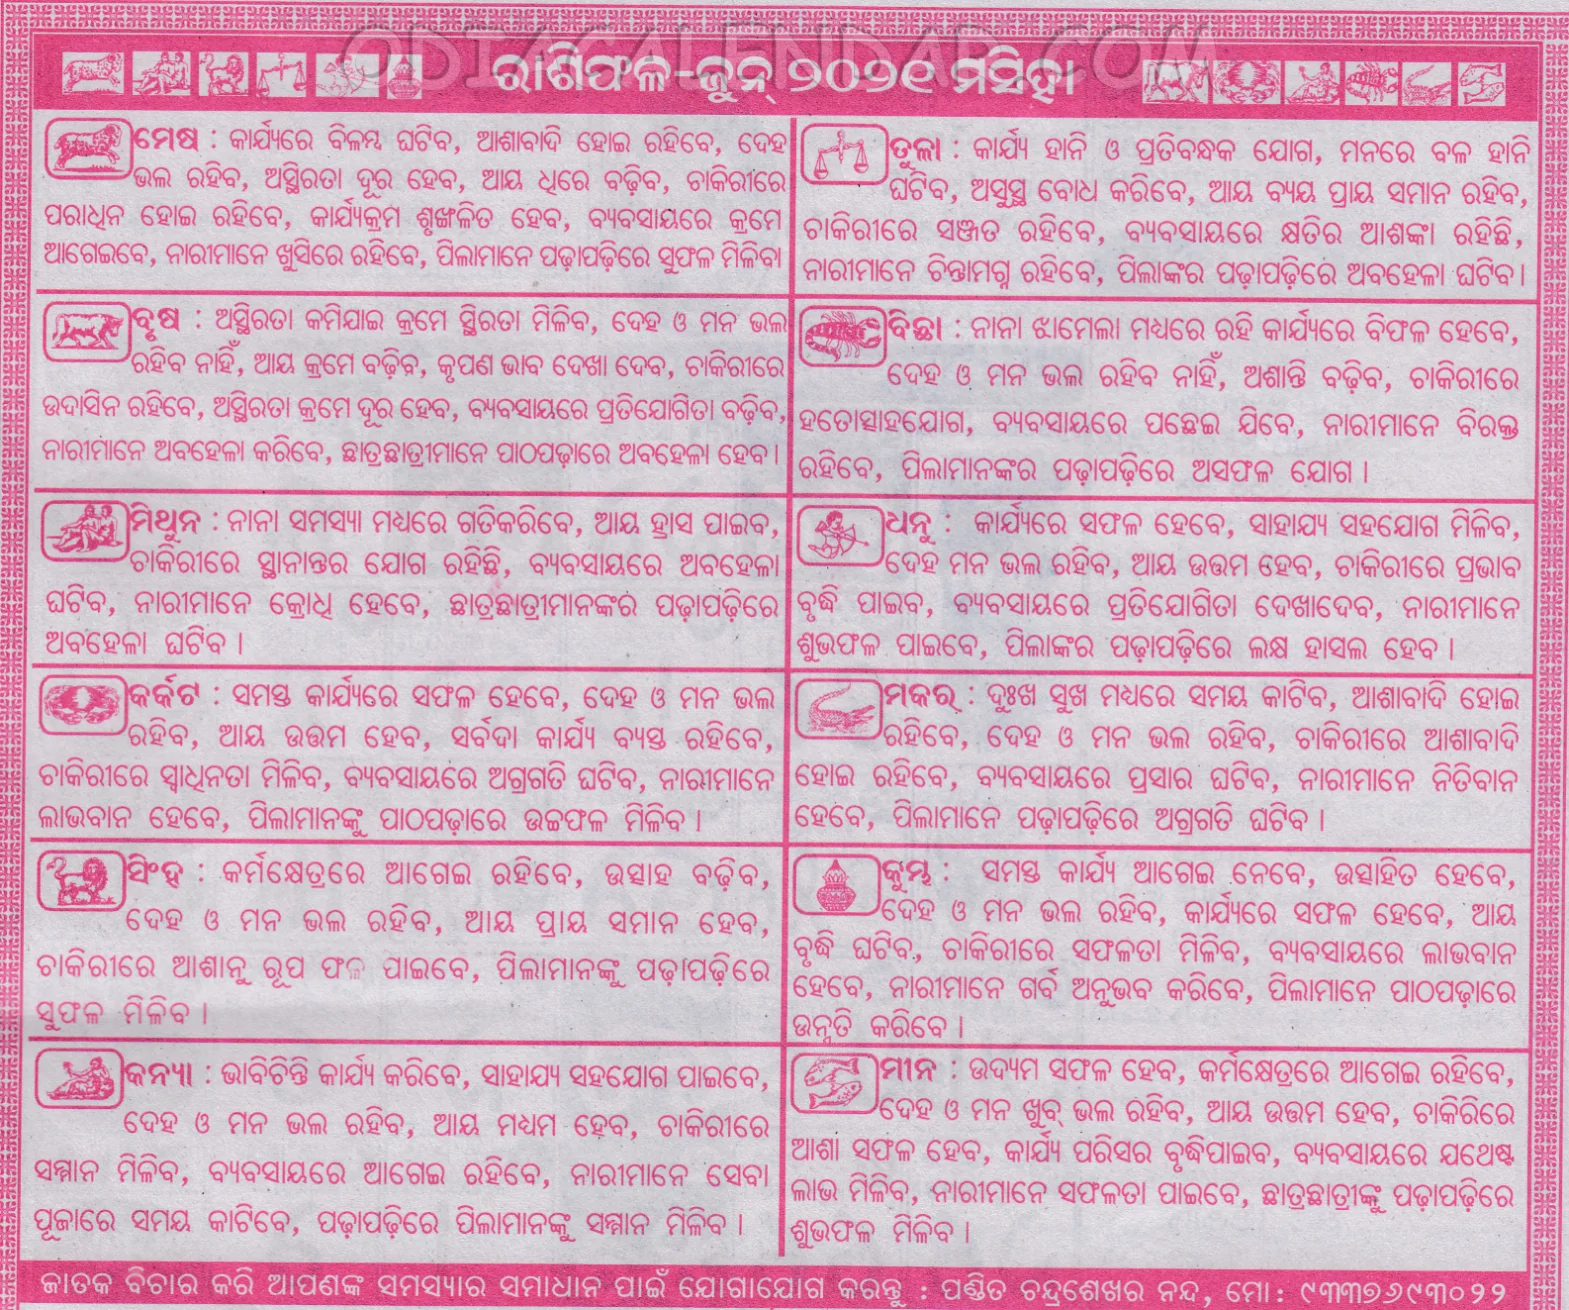 ODIACALENDAR.COM
ରାଶିଫଳ-ଜୁନ୍ ୨୦୨୧ ମସିହା
ମେଷ : କାର୍ଯ୍ୟରେ ବିଳମ୍ବ ଘଟିବ, ଆଶାବାଦି ହୋଇ ରହିବେ, ଦେହ
ଭଲ ରହିବ, ଅସ୍ଥିରତା ଦୂର ହେବ, ଆୟ ଧିରେ ବଢ଼ିବ, ଚାକିରୀରେ
ପରାଧିନ ହୋଇ ରହିବେ, କାର୍ଯ୍ୟକ୍ରମ ଶୃଙ୍ଖଳିତ ହେବ, ବ୍ୟବସାୟରେ କ୍ରମେ
ଆଗେଇବେ, ନାରୀମାନେ ଖୁସିରେ ରହିବେ, ପିଲାମାନେ ପଢ଼ାପଢ଼ିରେ ସୁଫଳ ମିଳିବ।
ବୃଷ : ଅସ୍ଥିରତା କମିଯାଇ କ୍ରମେ ସ୍ଥିରତା ମିଳିବ, ଦେହ ଓ ମନ ଭଲ
ରହିବ ନାହିଁ, ଆୟ କ୍ରମେ ବଢ଼ିବ, କୃପଣ ଭାବ ଦେଖା ଦେବ, ଚାକିରୀରେ
ଉଦାସିନ ରହିବେ, ଅସ୍ଥିରତା କ୍ରମେ ଦୂର ହେବ, ବ୍ୟବସାୟରେ ପ୍ରତିଯୋଗିତା ବଢ଼ିବ,
ନାରୀମାନେ ଅବହେଳା କରିବେ, ଛାତ୍ରଛାତ୍ରୀମାନେ ପାଠପଢ଼ାରେ ଅବହେଳା ହେବ।
ମିଥୁନ : ନାନା ସମସ୍ୟା ମଧ୍ୟରେ ଗତିକରିବେ, ଆୟ ହ୍ରାସ ପାଇବ,
ଚାକିରୀରେ ସ୍ଥାନାନ୍ତର ଯୋଗ ରହିଛି, ବ୍ୟବସାୟରେ ଅବହେଳା
ଘଟିବ, ନାରୀମାନେ କ୍ରୋଧି ହେବେ, ଛାତ୍ରଛାତ୍ରୀମାନଙ୍କର ପଢ଼ାପଢ଼ିରେ
ଅବହେଳା ଘଟିବ।
କର୍କଟ : ସମସ୍ତ କାର୍ଯ୍ୟରେ ସଫଳ ହେବେ, ଦେହ ଓ ମନ ଭଲ
ରହିବ, ଆୟ ଉତ୍ତମ ହେବ, ସର୍ବଦା କାର୍ଯ୍ୟ ବ୍ୟସ୍ତ ରହିବେ,
ଚାକିରୀରେ ସ୍ୱାଧିନତା ମିଳିବ, ବ୍ୟବସାୟରେ ଅଗ୍ରଗତି ଘଟିବ, ନାରୀମାନେ
ଲାଭବାନ ହେବେ, ପିଲାମାନଙ୍କୁ ପାଠପଢ଼ାରେ ଉଚ୍ଚଫଳ ମିଳିବ।
ସିଂହ : କର୍ମକ୍ଷେତ୍ରରେ ଆଗେଇ ରହିବେ, ଉତ୍ସାହ ବଢ଼ିବ,
ଦେହ ଓ ମନ ଭଲ ରହିବ, ଆୟ ପ୍ରାୟ ସମାନ ହେବ,
ଚାକିରୀରେ ଆଶାନୁ ରୂପ ଫଳ ପାଇବେ, ପିଲାମାନଙ୍କୁ ପଢ଼ାପଢ଼ିରେ
ସୁଫଳ ମିଳିବ।
କନ୍ୟା : ଭାବିଚିନ୍ତି କାର୍ଯ୍ୟ କରିବେ, ସାହାଯ୍ୟ ସହଯୋଗ ପାଇବେ,
ଦେହ ଓ ମନ ଭଲ ରହିବ, ଆୟ ମଧ୍ୟମ ହେବ, ଚାକିରୀରେ
ସମ୍ମାନ ମିଳିବ, ବ୍ୟବସାୟରେ ଆଗେଇ ରହିବେ, ନାରୀମାନେ ସେବା
ପୂଜାରେ ସମୟ କାଟିବେ, ପଢ଼ାପଢ଼ିରେ ପିଲାମାନଙ୍କୁ ସମ୍ମାନ ମିଳିବ।
ତୁଳା : କାର୍ଯ୍ୟ ହାନି ଓ ପ୍ରତିବନ୍ଧକ ଯୋଗ, ମନରେ ବଳ ହାନି
ଘଟିବ, ଅସୁସ୍ଥ ବୋଧ କରିବେ, ଆୟ ବ୍ୟୟ ପ୍ରାୟ ସମାନ ରହିବ,
ଚାକିରୀରେ ସଞ୍ଜତ ରହିବେ, ବ୍ୟବସାୟରେ କ୍ଷତିର ଆଶଙ୍କା ରହିଛି,
ନାରୀମାନେ ଚିନ୍ତାମଗ୍ନ ରହିବେ, ପିଲାଙ୍କର ପଢ଼ାପଢ଼ିରେ ଅବହେଳା ଘଟିବ।
ବିଛା : ନାନା ଝାମେଲା ମଧ୍ୟରେ ରହି କାର୍ଯ୍ୟରେ ବିଫଳ ହେବେ,
ଦେହ ଓ ମନ ଭଲ ରହିବ ନାହିଁ, ଅଶାନ୍ତି ବଢ଼ିବ, ଚାକିରୀରେ
ହତୋତ୍ସାହଯୋଗ, ବ୍ୟବସାୟରେ ପଛେଇ ଯିବେ, ନାରୀମାନେ ବିରକ୍ତ
ରହିବେ, ପିଲାମାନଙ୍କର ପଢ଼ାପଢ଼ିରେ ଅସଫଳ ଯୋଗ।
ଧନୁ : କାର୍ଯ୍ୟରେ ସଫଳ ହେବେ, ସାହାଯ୍ୟ ସହଯୋଗ ମିଳିବ,
ଦେହ ମନ ଭଲ ରହିବ, ଆୟ ଉତ୍ତମ ହେବ, ଚାକିରୀରେ ପ୍ରଭାବ
ବୃଦ୍ଧି ପାଇବ, ବ୍ୟବସାୟରେ ପ୍ରତିଯୋଗିତା ଦେଖାଦେବ, ନାରୀମାନେ
ଶୁଭଫଳ ପାଇବେ, ପିଲାଙ୍କର ପଢ଼ାପଢ଼ିରେ ଲକ୍ଷ ହାସଲ ହେବ।
ମକର୍ : ଦୁଃଖ ସୁଖ ମଧ୍ୟରେ ସମୟ କାଟିବ, ଆଶାବାଦି ହୋଇ
ରହିବେ, ଦେହ ଓ ମନ ଭଲ ରହିବ, ଚାକିରୀରେ ଆଶାବାଦି
ହୋଇ ରହିବେ, ବ୍ୟବସାୟରେ ପ୍ରସାର ଘଟିବ, ନାରୀମାନେ ନିତିବାନ
ହେବେ, ପିଲାମାନେ ପଢ଼ାପଢ଼ିରେ ଅଗ୍ରଗତି ଘଟିବ।
କୁମ୍ଭ : ସମସ୍ତ କାର୍ଯ୍ୟ ଆଗେଇ ନେବେ, ଉତ୍ସାହିତ ହେବେ,
ଦେହ ଓ ମନ ଭଲ ରହିବ, କାର୍ଯ୍ୟରେ ସଫଳ ହେବେ, ଆୟ
ବୃଦ୍ଧି ଘଟିବ, ଚାକିରୀରେ ସଫଳତା ମିଳିବ, ବ୍ୟବସାୟରେ ଲାଭବାନ
ହେବେ, ନାରୀମାନେ ଗର୍ବ ଅନୁଭବ କରିବେ, ପିଲାମାନେ ପାଠପଢ଼ାରେ
ଉନ୍ନତି କରିବେ।
ମୀନ : ଉଦ୍ୟମ ସଫଳ ହେବ, କର୍ମକ୍ଷେତ୍ରରେ ଆଗେଇ ରହିବେ,
ଦେହ ଓ ମନ ଖୁବ୍ ଭଲ ରହିବ, ଆୟ ଉତ୍ତମ ହେବ, ଚାକିରିରେ
ଆଶା ସଫଳ ହେବ, କାର୍ଯ୍ୟ ପରିସର ବୃଦ୍ଧିପାଇବ, ବ୍ୟବସାୟରେ ଯଥେଷ୍ଟ
ଲାଭ ମିଳିବ, ନାରୀମାନେ ସଫଳତା ପାଇବେ, ଛାତ୍ରଛାତ୍ରୀଙ୍କୁ ପଢ଼ାପଢ଼ିରେ
ଶୁଭଫଳ ମିଳିବ।
ଜାତକ ବିଚାର କରି ଆପଣଙ୍କ ସମସ୍ୟାର ସମାଧାନ ପାଇଁ ଯୋଗାଯୋଗ କରନ୍ତୁ : ପଣ୍ଡିତ ଚନ୍ଦ୍ରଶେଖର ନନ୍ଦ, ମୋ: ୯୩୩୭୬୯୩୦୨୨